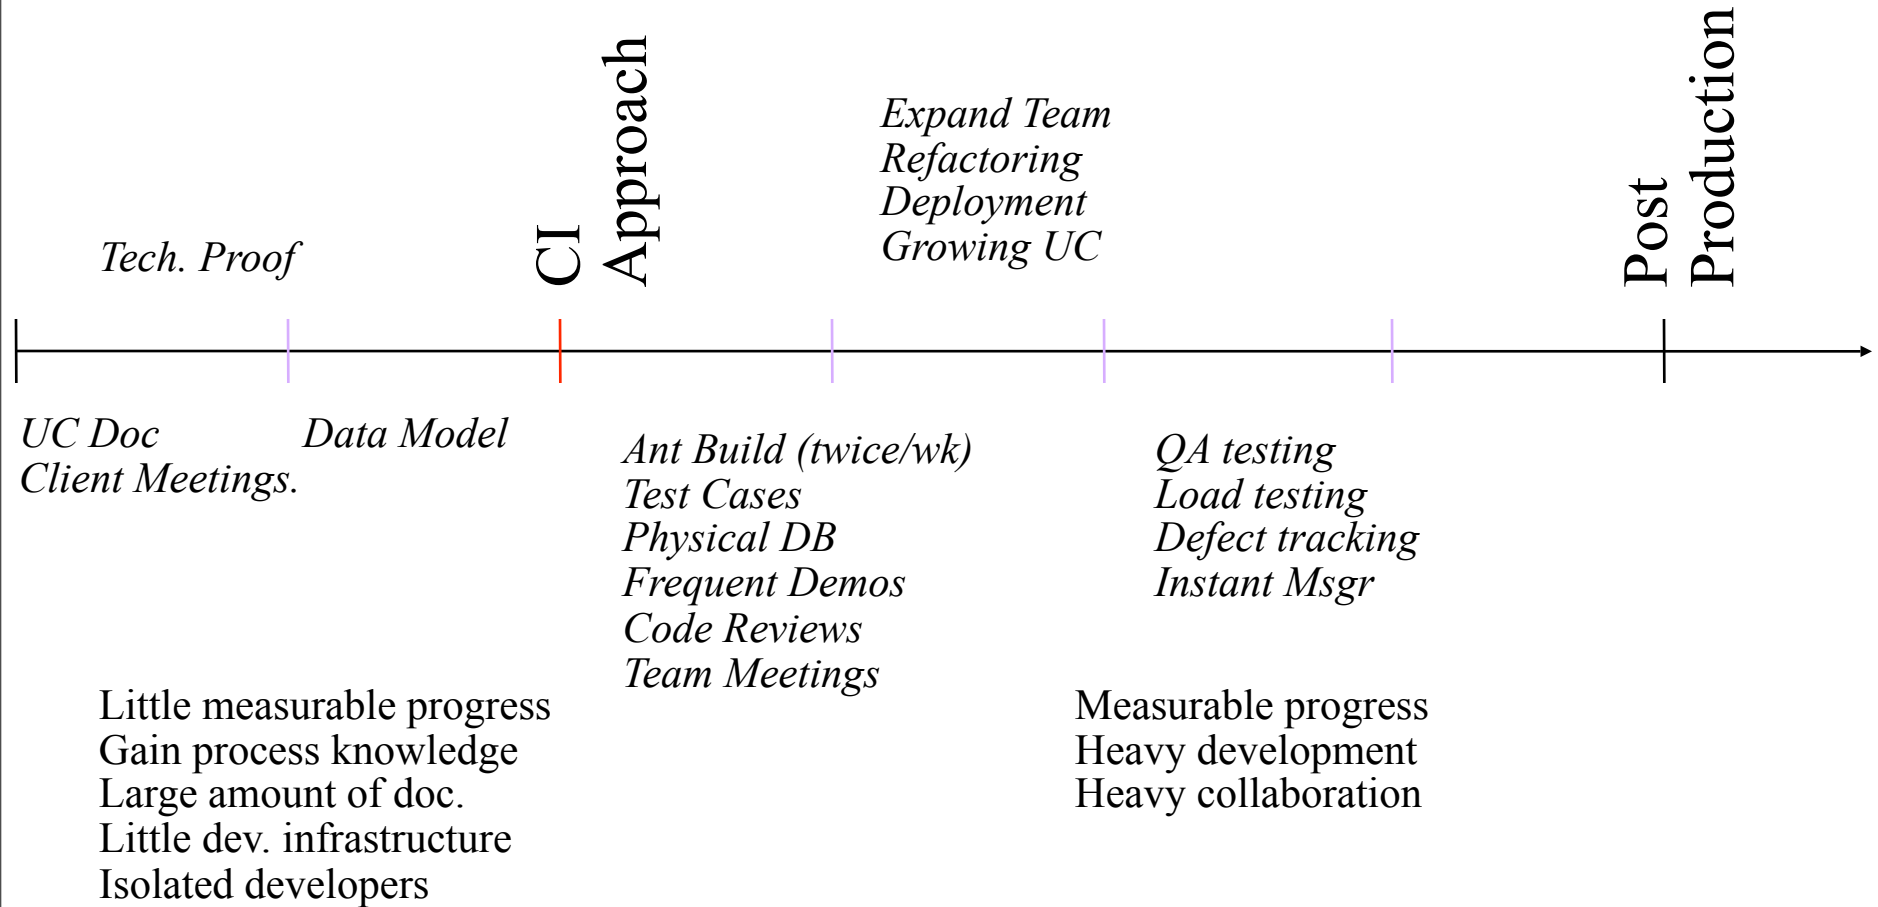 Tech. Proof
CI
Approach
Expand Team
Refactoring
Deployment
Growing UC
Post
Production
UC Doc
Client Meetings.
Data Model
Ant Build (twice/wk)
Test Cases
Physical DB
Frequent Demos
Code Reviews
Team Meetings
QA testing
Load testing
Defect tracking
Instant Msgr
Little measurable progress
Gain process knowledge
Large amount of doc.
Little dev. infrastructure
Isolated developers
Measurable progress
Heavy development
Heavy collaboration